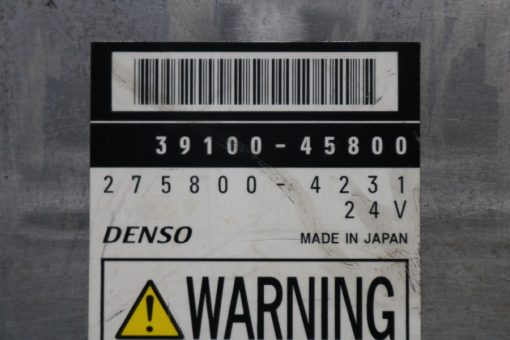 39100-45800
275800-4231
24V
DENSO MADE IN JAPAN
WARNING